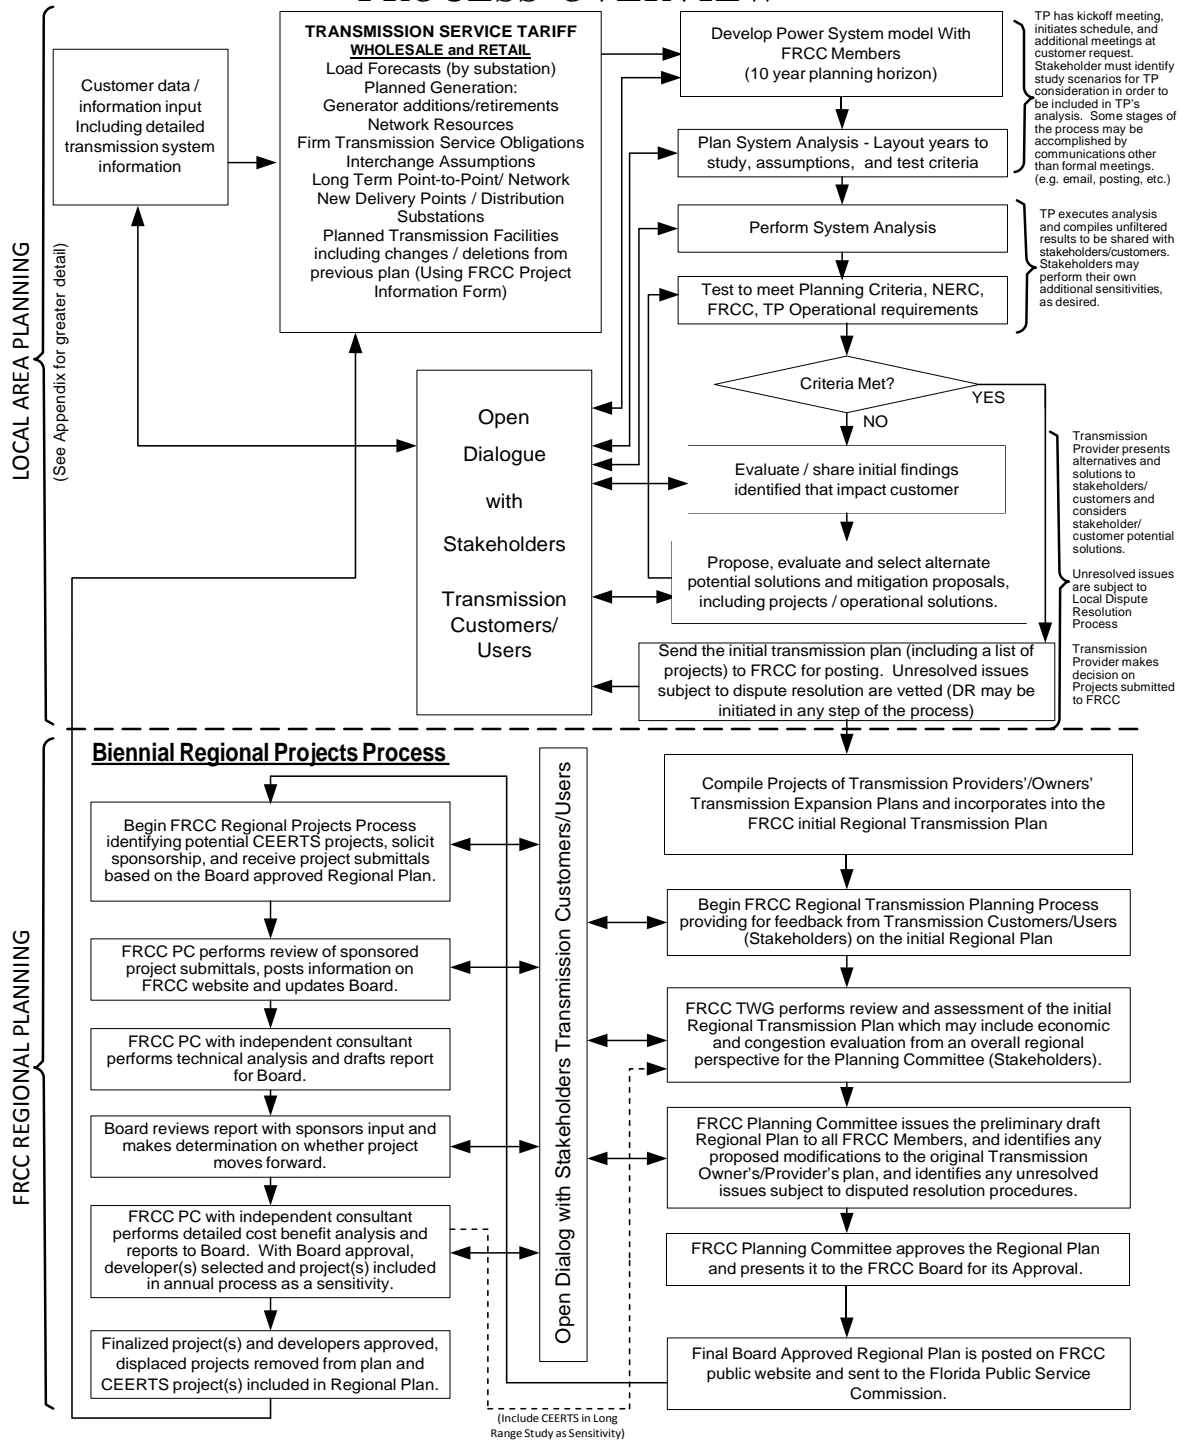 PROCESS OVERVIEW
LOCAL AREA PLANNING
(See Appendix for greater detail)
Customer data /
information input
Including detailed
transmission system
information
TRANSMISSION SERVICE TARIFF
WHOLESALE and RETAIL
Load Forecasts (by substation)
Planned Generation:
Generator additions/retirements
Network Resources
Firm Transmission Service Obligations
Interchange Assumptions
Long Term Point-to-Point/ Network
New Delivery Points / Distribution
Substations
Planned Transmission Facilities
including changes / deletions from
previous plan (Using FRCC Project
Information Form)
Develop Power System model With
FRCC Members
(10 year planning horizon)
Plan System Analysis - Layout years to
study, assumptions, and test criteria
TP has kickoff meeting,
initiates schedule, and
additional meetings at
customer request.
Stakeholder must identify
study scenarios for TP
consideration in order to
be included in TP's
analysis. Some stages of
the process may be
accomplished by
communications other
than formal meetings.
(e.g. email, posting, etc.)
Perform System Analysis
Test to meet Planning Criteria, NERC,
FRCC, TP Operational requirements
TP executes analysis
and compiles unfiltered
results to be shared with
stakeholders/customers.
Stakeholders may
perform their own
additional sensitivities,
as desired.
Criteria Met?
YES
NO
Open
Dialogue
with
Stakeholders
Transmission
Customers/
Users
Evaluate / share initial findings
identified that impact customer
Propose, evaluate and select alternate
potential solutions and mitigation proposals,
including projects / operational solutions.
Send the initial transmission plan (including a list of
projects) to FRCC for posting. Unresolved issues
subject to dispute resolution are vetted (DR may be
initiated in any step of the process)
Transmission
Provider presents
alternatives and
solutions to
stakeholders/
customers and
considers
stakeholder/
customer potential
solutions.
Unresolved issues
are subject to
Local Dispute
Resolution
Process
Transmission
Provider makes
decision on
Projects submitted
to FRCC
FRCC REGIONAL PLANNING
Biennial Regional Projects Process
Begin FRCC Regional Projects Process
identifying potential CEERTS projects, solicit
sponsorship, and receive project submittals
based on the Board approved Regional Plan.
FRCC PC performs review of sponsored
project submittals, posts information on
FRCC website and updates Board.
FRCC PC with independent consultant
performs technical analysis and drafts report
for Board.
Board reviews report with sponsors input and
makes determination on whether project
moves forward.
FRCC PC with independent consultant
performs detailed cost benefit analysis and
reports to Board. With Board approval,
developer(s) selected and project(s) included
in annual process as a sensitivity.
Finalized project(s) and developers approved,
displaced projects removed from plan and
CEERTS project(s) included in Regional Plan.
Open Dialog with Stakeholders Transmission Customers/Users
(Include CEERTS in Long
Range Study as Sensitivity)
Compile Projects of Transmission Providers'/Owners'
Transmission Expansion Plans and incorporates into the
FRCC initial Regional Transmission Plan
Begin FRCC Regional Transmission Planning Process
providing for feedback from Transmission Customers/Users
(Stakeholders) on the initial Regional Plan
FRCC TWG performs review and assessment of the initial
Regional Transmission Plan which may include economic
and congestion evaluation from an overall regional
perspective for the Planning Committee (Stakeholders).
FRCC Planning Committee issues the preliminary draft
Regional Plan to all FRCC Members, and identifies any
proposed modifications to the original Transmission
Owner's/Provider's plan, and identifies any unresolved
issues subject to disputed resolution procedures.
FRCC Planning Committee approves the Regional Plan
and presents it to the FRCC Board for its Approval.
Final Board Approved Regional Plan is posted on FRCC
public website and sent to the Florida Public Service
Commission.